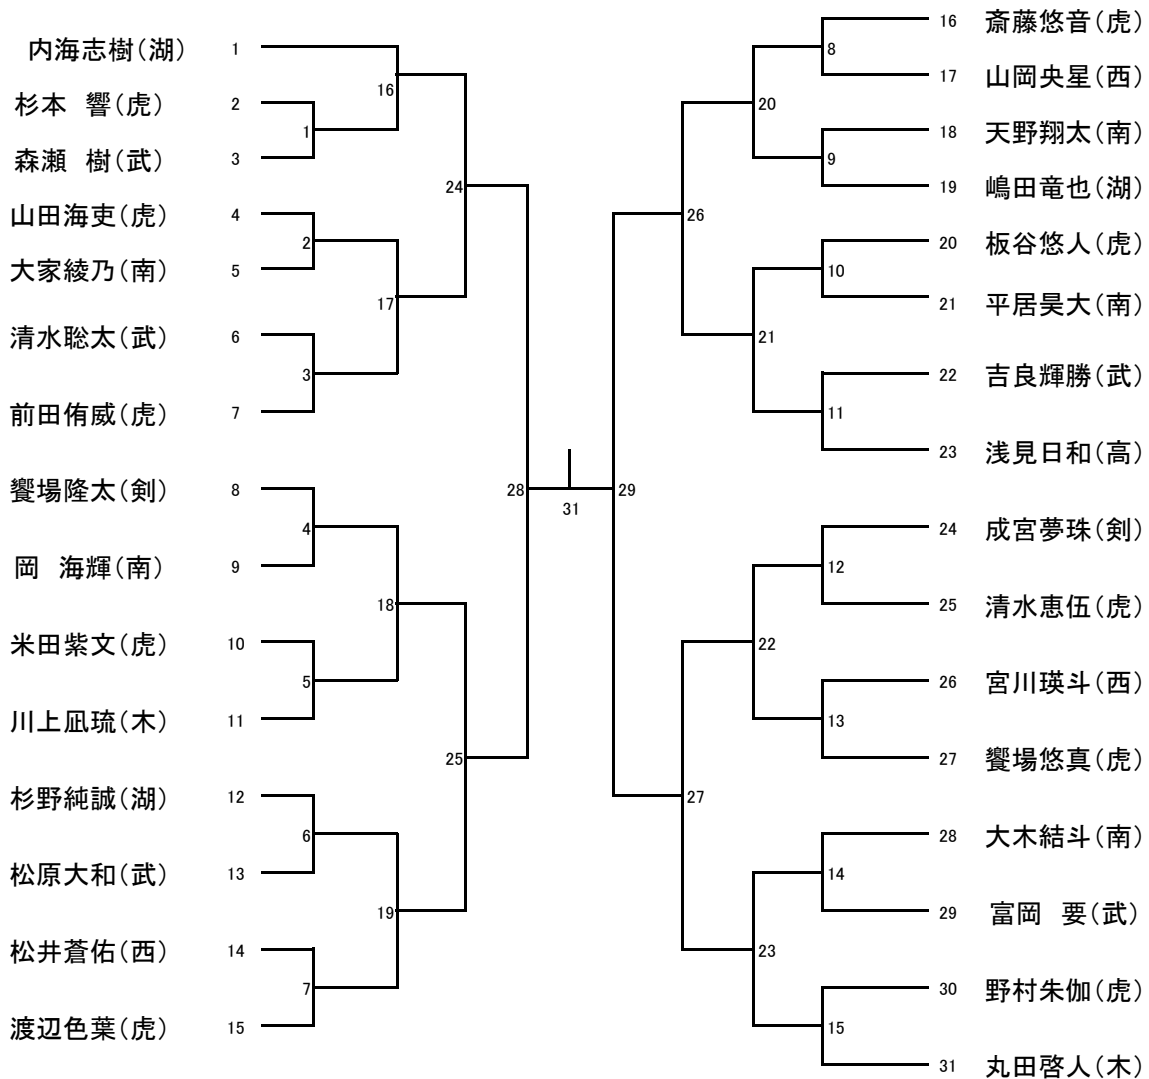 内海志樹(湖) 1
杉本 響(虎) 2
森瀬 樹(武) 3
山田海吏(虎) 4
大家綾乃(南) 5
清水聡太(武) 6
前田侑威(虎) 7
饗場隆太(剣) 8
岡 海輝(南) 9
米田紫文(虎) 10
川上凪琉(木) 11
杉野純誠(湖) 12
松原大和(武) 13
松井蒼佑(西) 14
渡辺色葉(虎) 15
1
2
3
4
5
6
7
16
17
18
19
24
25
28
31
29
26
27
20
21
22
23
8
9
10
11
12
13
14
15
16 斎藤悠音(虎)
17 山岡央星(西)
18 天野翔太(南)
19 嶋田竜也(湖)
20 板谷悠人(虎)
21 平居昊大(南)
22 吉良輝勝(武)
23 浅見日和(高)
24 成宮夢珠(剣)
25 清水恵伍(虎)
26 宮川瑛斗(西)
27 饗場悠真(虎)
28 大木結斗(南)
29 富岡 要(武)
30 野村朱伽(虎)
31 丸田啓人(木)